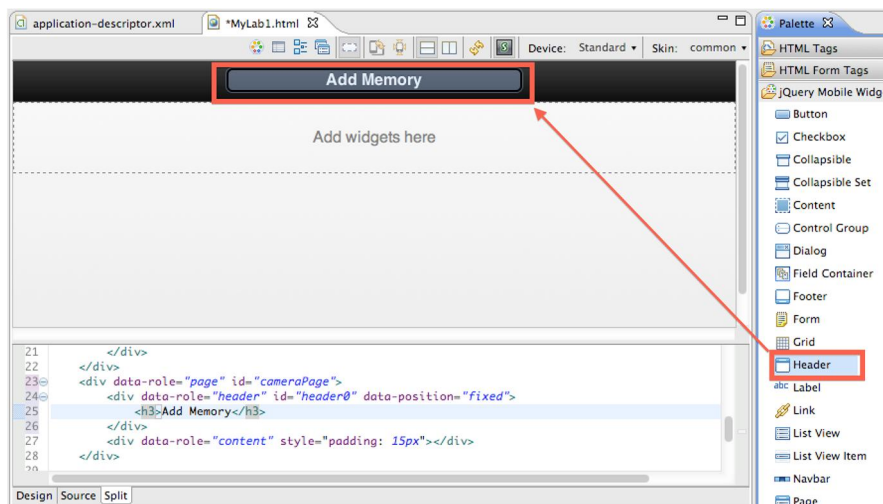 application-descriptor.xml
*MyLab1.html
Device: Standard Skin: common
Add Memory
Add widgets here
21 </div>
22 </div>
23 <div data-role="page" id="cameraPage">
24 <div data-role="header" id="header0" data-position="fixed">
25 <h3>Add Memory</h3>
26 </div>
27 <div data-role="content" style="padding: 15px"></div>
28 </div>
29
Design Source Split
Palette
HTML Tags
HTML Form Tags
jQuery Mobile Widg
Button
Checkbox
Collapsible
Collapsible Set
Content
Control Group
Dialog
Field Container
Footer
Form
Grid
Header
abc Label
Link
List View
List View Item
Navbar
Page